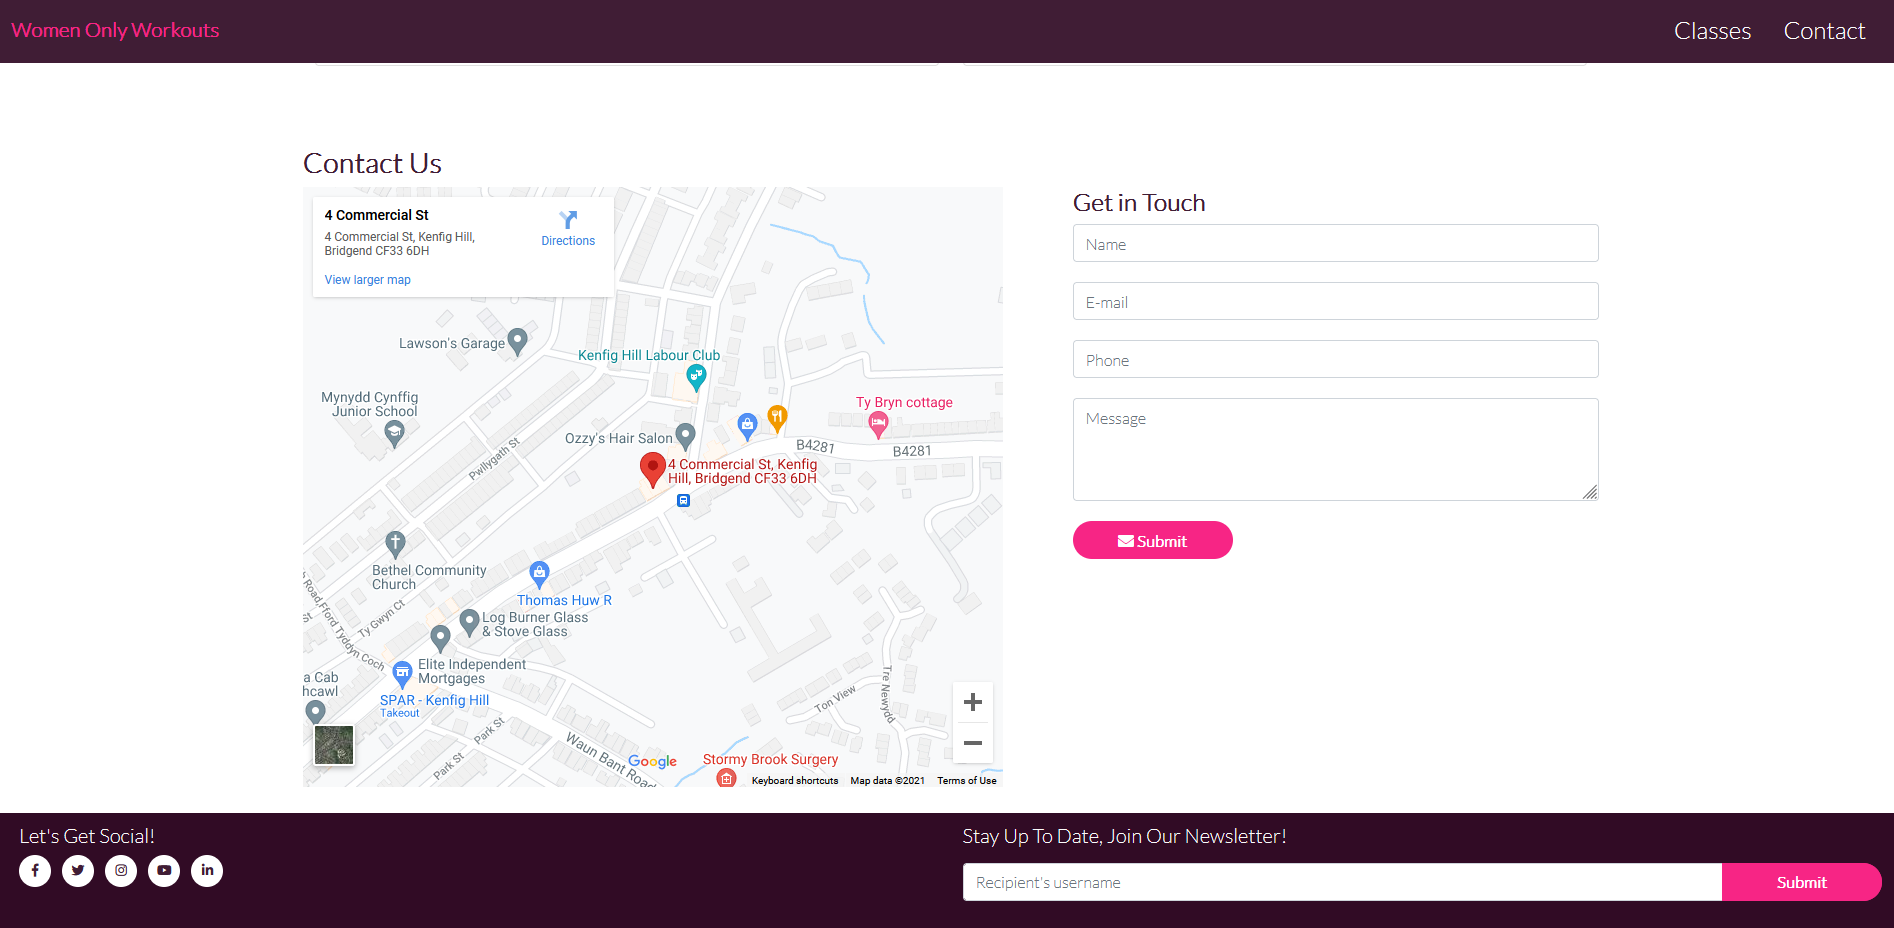 Women Only Workouts
Classes
Contact
Contact Us
4 Commercial St
4 Commercial St, Kenfig Hill,
Bridgend CF33 6DH
Directions
View larger map
Lawson's Garage
Kenfig Hill Labour Club
Mynydd Cynffig
Junior School
Ty Bryn cottage
Ozzy's Hair Salon
B4281
B4281
Pwllygath St
4 Commercial St, Kenfig
Hill, Bridgend CF33 6DH
Bethel Community
Church
Thomas Huw R
Road,Fford Tyddyn Coch
Ty Gwyn Ct
St
Log Burner Glass
& Stove Glass
Elite Independent
Mortgages
a Cab
hcawl
SPAR - Kenfig Hill
Takeout
Park St
Park St
Waun Bant Road
Ton View
Tre Newydd
Google
Stormy Brook Surgery
Keyboard shortcuts
Map data ©2021
Terms of Use
Get in Touch
Name
E-mail
Phone
Message
Submit
Let's Get Social!
Stay Up To Date, Join Our Newsletter!
Recipient's username
Submit